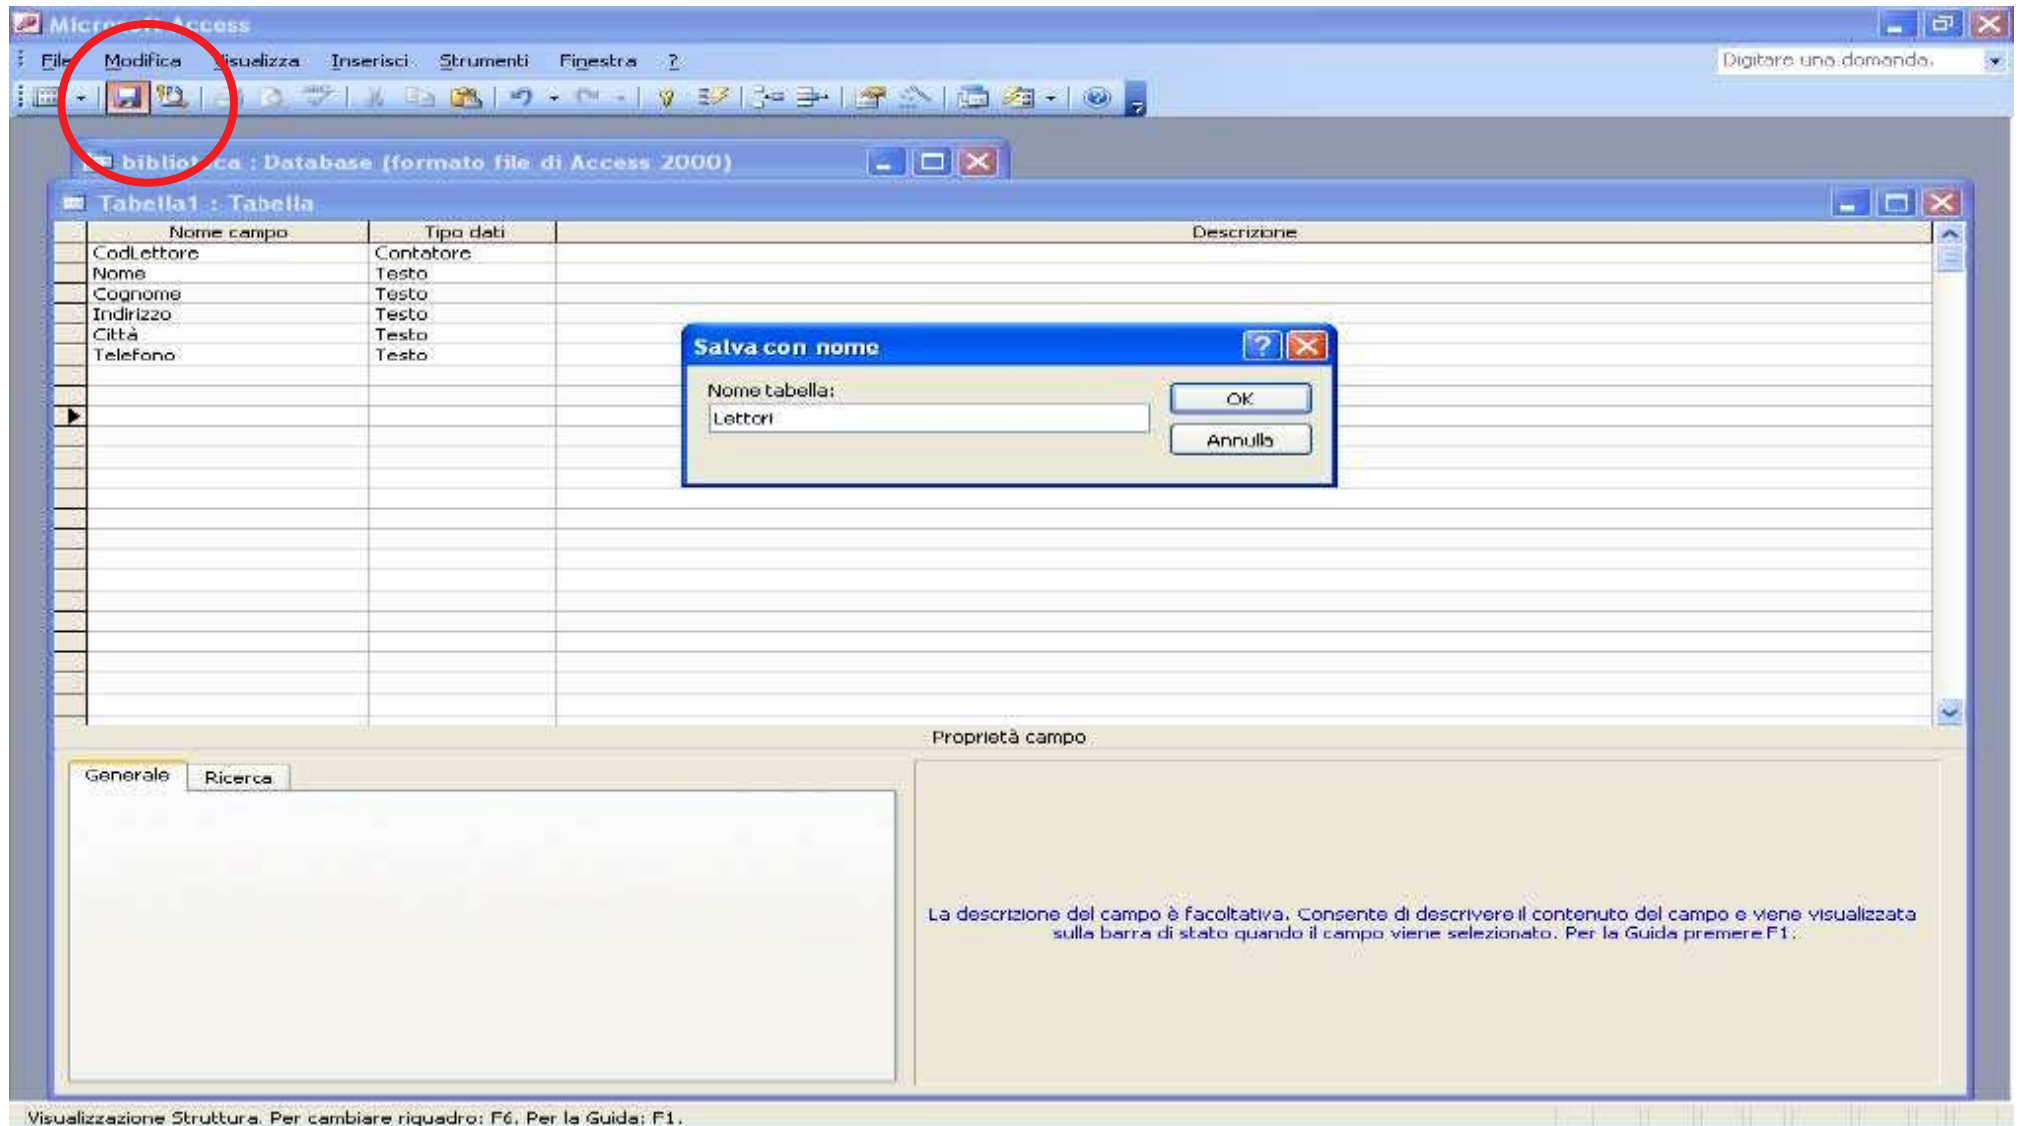 Microsoft Access
File Modifica Visualizza Inserisci Strumenti Finestra ?
Digitare una domanda.
biblioteca : Database (formato file di Access 2000)
Tabella1 : Tabella
Nome campo Tipo dati Descrizione
CodLettore Contatore
Nome Testo
Cognome Testo
Indirizzo Testo
Città Testo
Telefono Testo
Salva con nome
Nome tabella:
Lettori
OK
Annulla
Proprietà campo
Generale Ricerca
La descrizione del campo è facoltativa. Consente di descrivere il contenuto del campo e viene visualizzata
sulla barra di stato quando il campo viene selezionato. Per la Guida premere F1.
Visualizzazione Struttura. Per cambiare riquadro: F6. Per la Guida: F1.